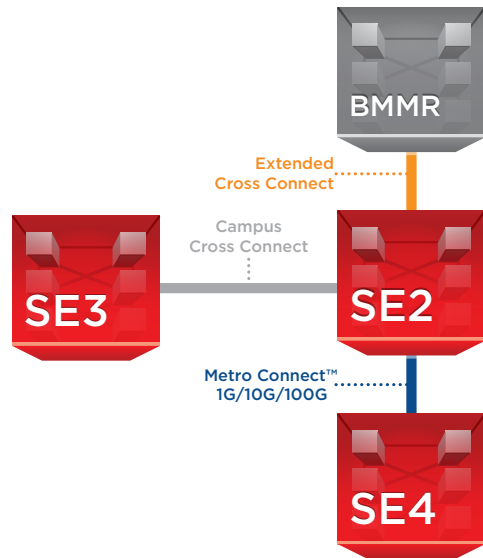 BMMR
Extended
Cross Connect
Campus
Cross Connect
SE3
SE2
Metro Connect™
1G/10G/100G
SE4